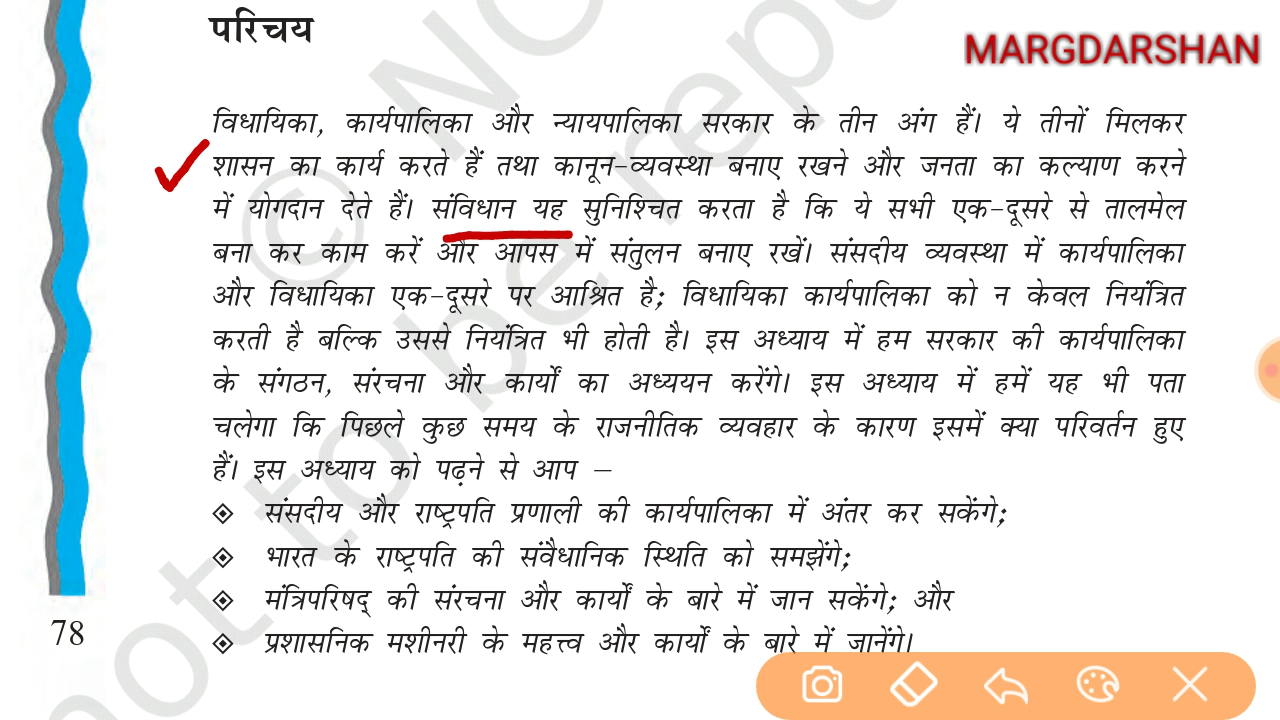 परिचय
MARGDARSHAN
विधायिका, कार्यपालिका और न्यायपालिका सरकार के तीन अंग हैं। ये तीनों मिलकर
शासन का कार्य करते हैं तथा कानून-व्यवस्था बनाए रखने और जनता का कल्याण करने
में योगदान देते हैं। संविधान यह सुनिश्चित करता है कि ये सभी एक-दूसरे से तालमेल
बना कर काम करें और आपस में संतुलन बनाए रखें। संसदीय व्यवस्था में कार्यपालिका
और विधायिका एक-दूसरे पर आश्रित है; विधायिका कार्यपालिका को न केवल नियंत्रित
करती है बल्कि उससे नियंत्रित भी होती है। इस अध्याय में हम सरकार की कार्यपालिका
के संगठन, संरचना और कार्यों का अध्ययन करेंगे। इस अध्याय में हमें यह भी पता
चलेगा कि पिछले कुछ समय के राजनीतिक व्यवहार के कारण इसमें क्या परिवर्तन हुए
हैं। इस अध्याय को पढ़ने से आप –
संसदीय और राष्ट्रपति प्रणाली की कार्यपालिका में अंतर कर सकेंगे;
भारत के राष्ट्रपति की संवैधानिक स्थिति को समझेंगे;
मंत्रिपरिषद् की संरचना और कार्यों के बारे में जान सकेंगे; और
प्रशासनिक मशीनरी के महत्त्व और कार्यों के बारे में जानेंगे।
78
© NC
not to be repu